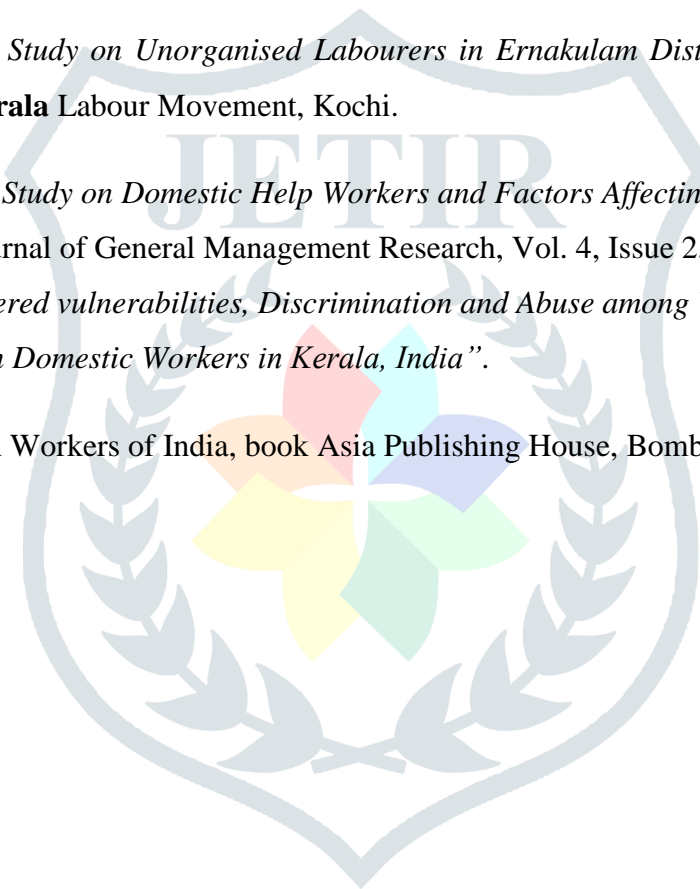 Study on Unorganised Labourers in Ernakulam Dist
rala Labour Movement, Kochi.
JETIR
Study on Domestic Help Workers and Factors Affectin
rnal of General Management Research, Vol. 4, Issue 2
ered vulnerabilities, Discrimination and Abuse among
n Domestic Workers in Kerala, India”.
Workers of India, book Asia Publishing House, Bomb